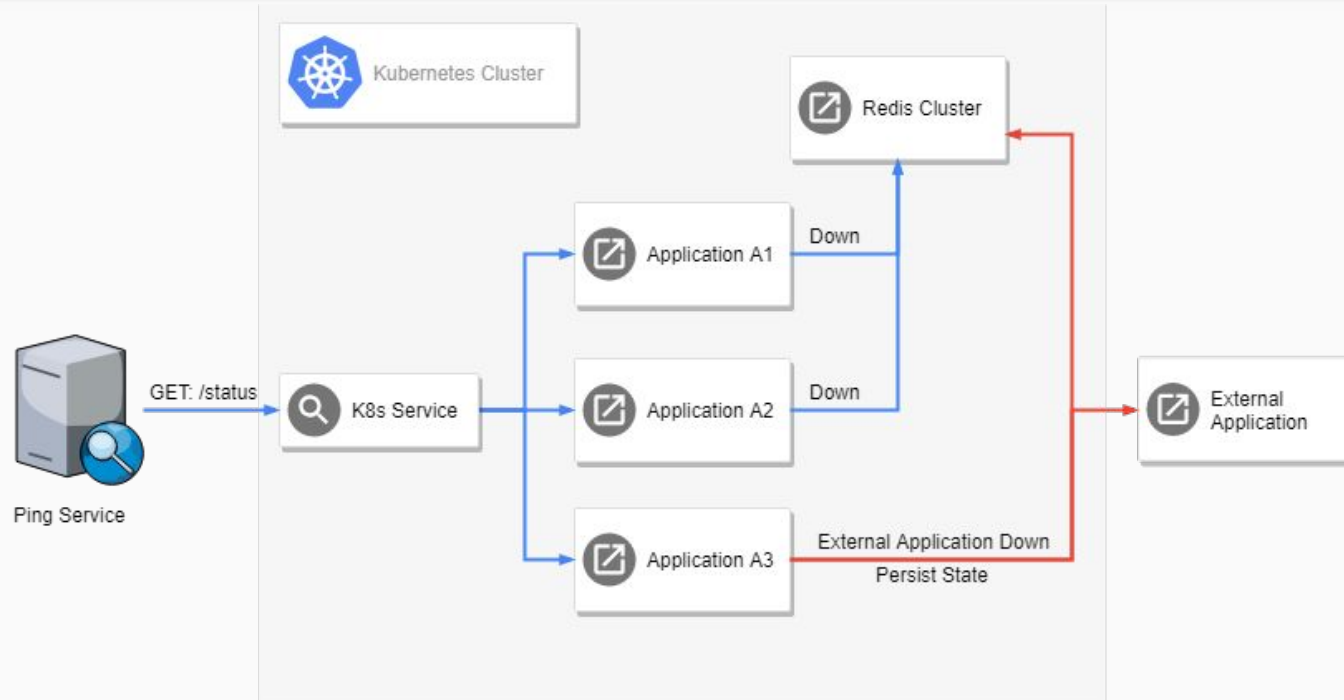 Kubernetes Cluster
Redis Cluster
Application A1
Down
GET: /status
K8s Service
Application A2
Down
External
Application
Ping Service
Application A3
External Application Down
Persist State